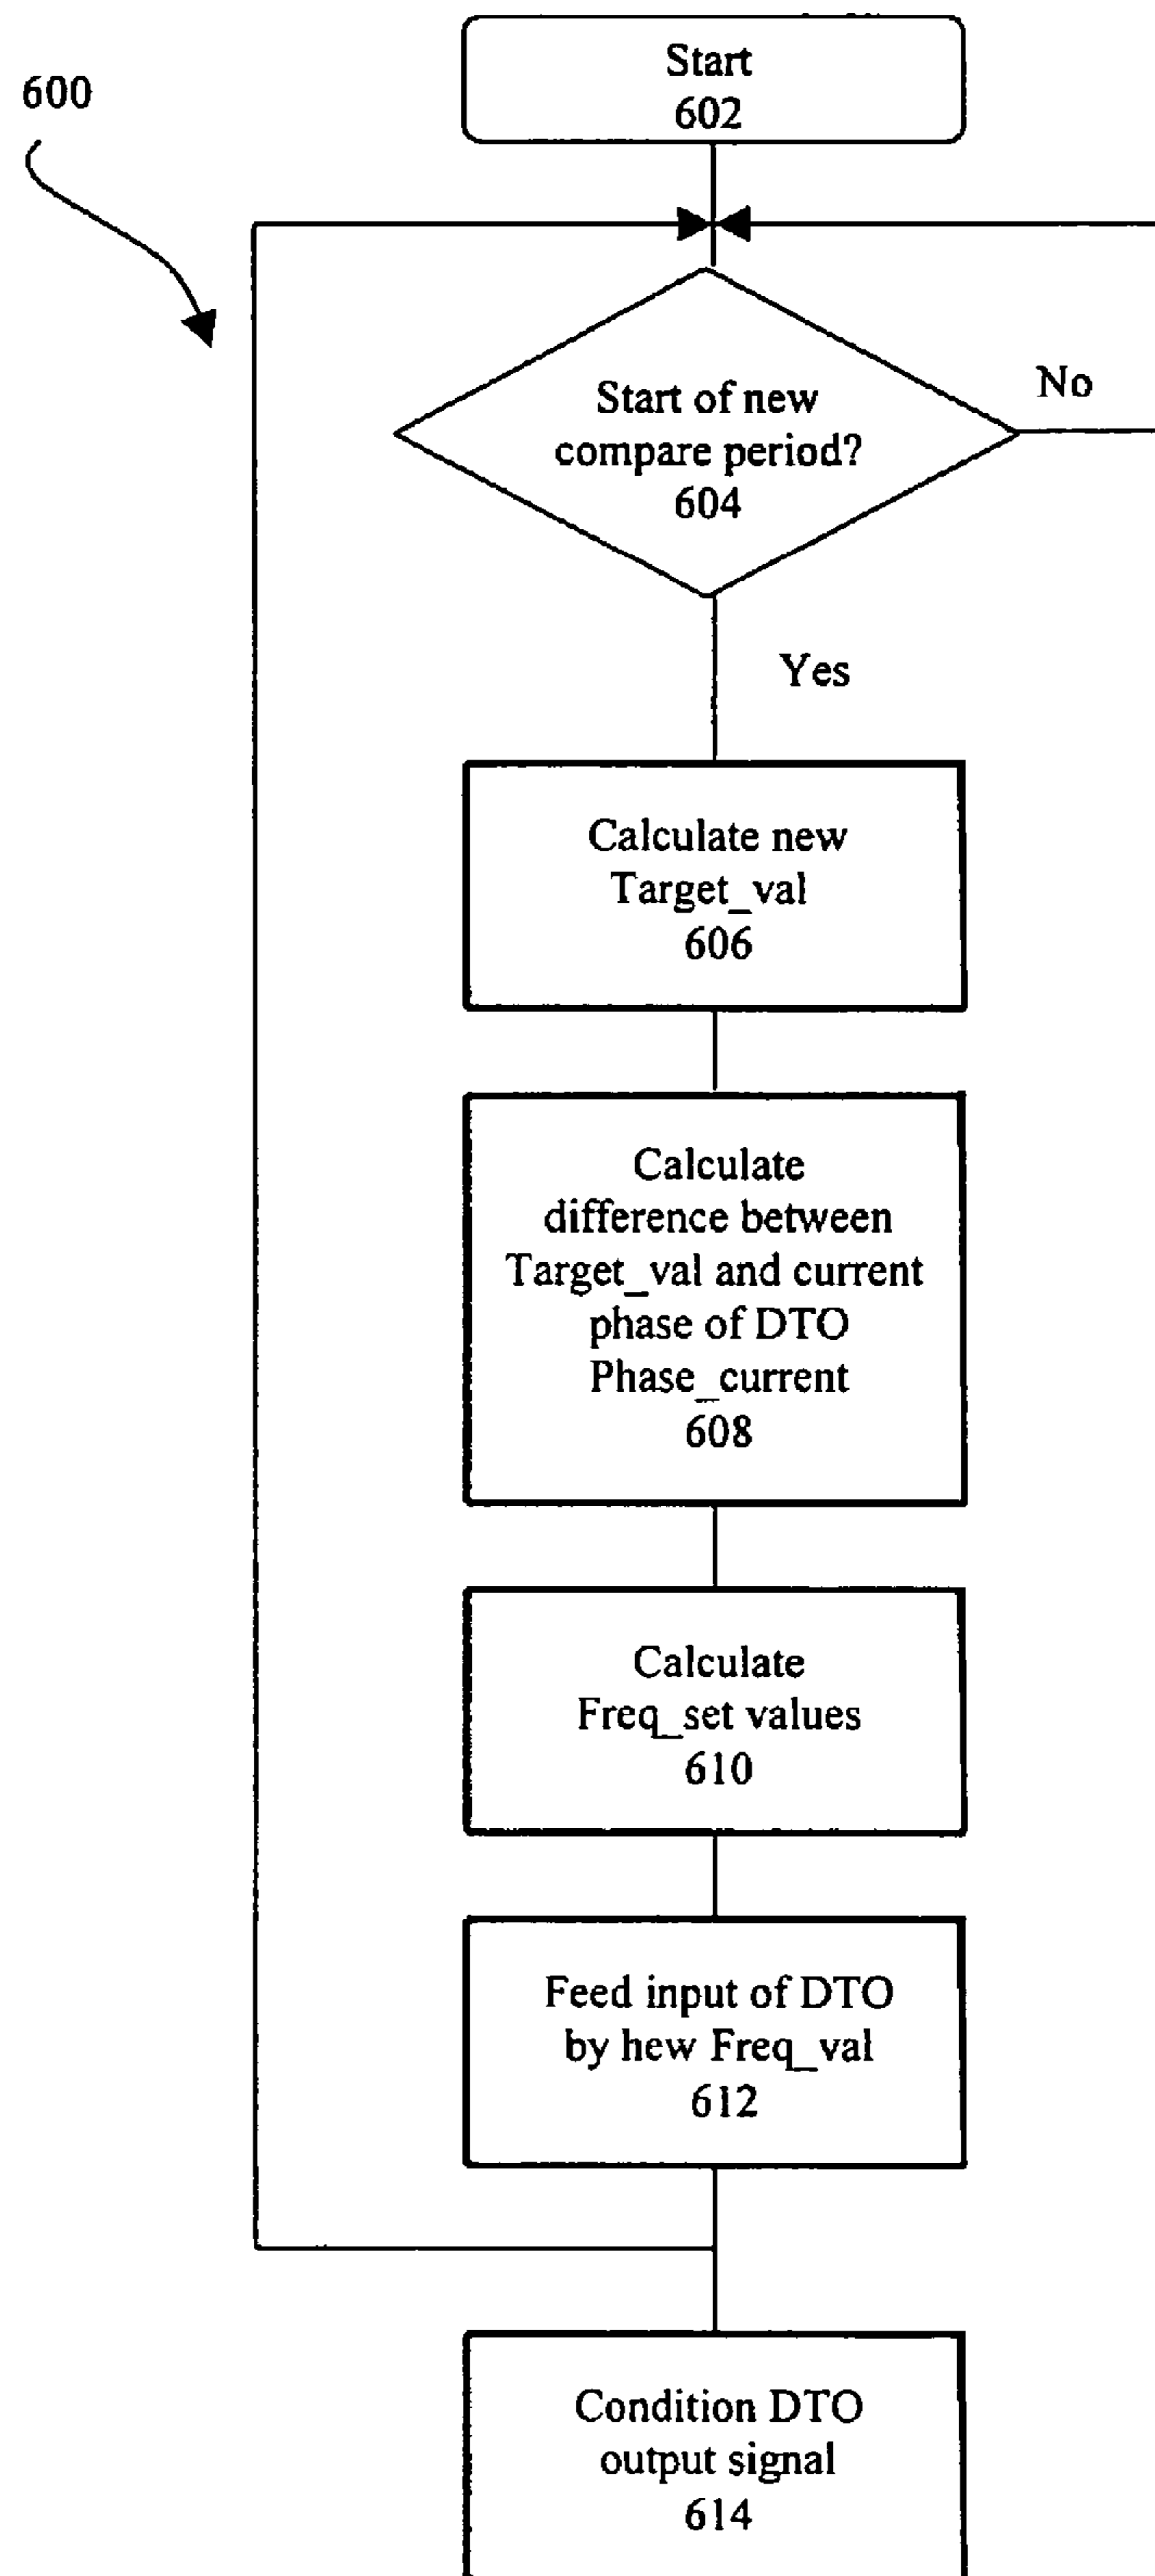 600
Start
602
Start of new
compare period?
604
No
Yes
Calculate new
Target_val
606
Calculate
difference between
Target_val and current
phase of DTO
Phase_current
608
Calculate
Freq_set values
610
Feed input of DTO
by hew Freq_val
612
Condition DTO
output signal
614